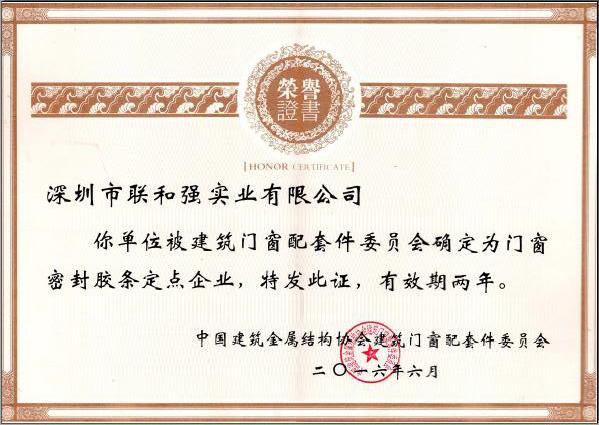 榮譽
證書
[HONOR CERTIFICATE]
深圳市联和强实业有限公司
你单位被建筑门窗配套件委员会确定为门窗
密封胶条定点企业，特发此证，有效期两年。
中国建筑金属结构协会建筑门窗配套件委员会
二〇一六年六月